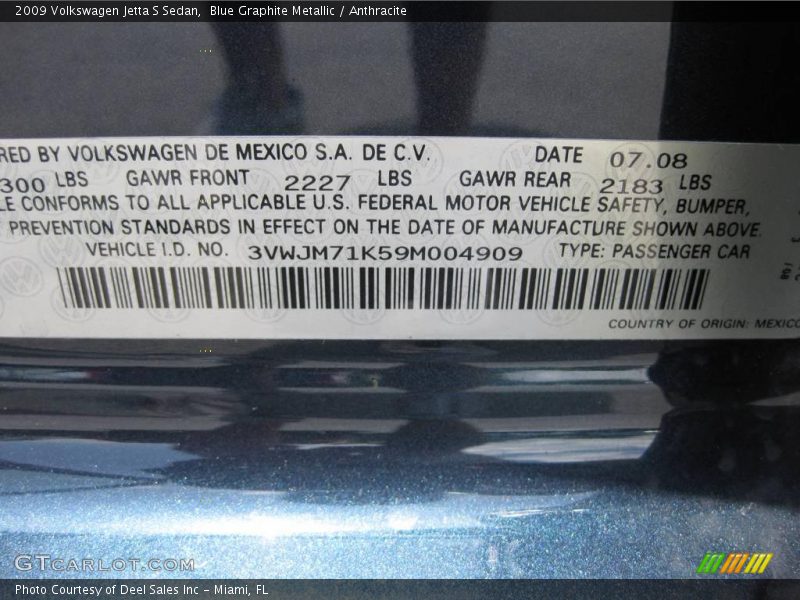 2009 Volkswagen Jetta S Sedan, Blue Graphite Metallic / Anthracite
RED BY VOLKSWAGEN DE MEXICO S.A. DE C.V. DATE 07.08
300 LBS GAWR FRONT 2227 LBS GAWR REAR 2183 LBS
LE CONFORMS TO ALL APPLICABLE U.S. FEDERAL MOTOR VEHICLE SAFETY, BUMPER,
PREVENTION STANDARDS IN EFFECT ON THE DATE OF MANUFACTURE SHOWN ABOVE.
VEHICLE I.D. NO. 3VWJM71K59M004909 TYPE: PASSENGER CAR
COUNTRY OF ORIGIN: MEXICO
GTCARLOT.COM
Photo Courtesy of Deel Sales Inc - Miami, FL